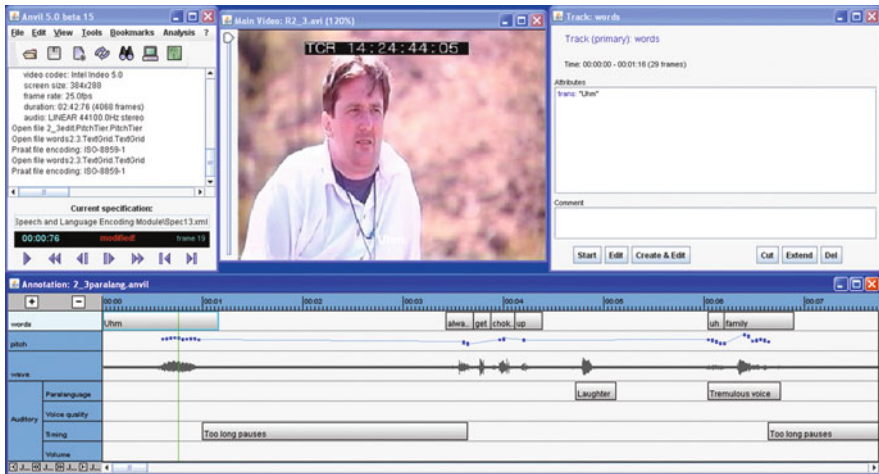 Anvil 5.0 beta 15
File Edit View Tools Bookmarks Analysis ?
video codec: Intel Indeo 5.0
screen size: 384x288
frame rate: 25.0fps
duration: 02:42:76 (4068 frames)
audio: LINEAR 44100.0Hz stereo
Open file 2_3edit.PitchTier.PitchTier
Open file words2.3.TextGrid.TextGrid
Praat file encoding: ISO-8859-1
Open file words2.3.TextGrid.TextGrid
Praat file encoding: ISO-8859-1
Current specification:
Speech and Language Encoding Module\Spec13.xml
00:00:76 modified! frame 19
Main Video: R2_3.avi (120%)
TCR 14:24:44:05
Uhm
Track: words
Track (primary): words
Time: 00:00:00 - 00:01:16 (29 frames)
Attributes
trans: "Uhm"
Comment
Start Edit Create & Edit Cut Extend Del
Annotation: 2_3paralang.anvil
+ - 00:00 00:01 00:02 00:03 00:04 00:05 00:06 00:07
words Uhm alwa.. get chok.. up uh family
pitch
wave
Auditory
Paralanguage Laughter Tremulous voice
Voice quality
Timing Too long pauses Too long pauses
Volume